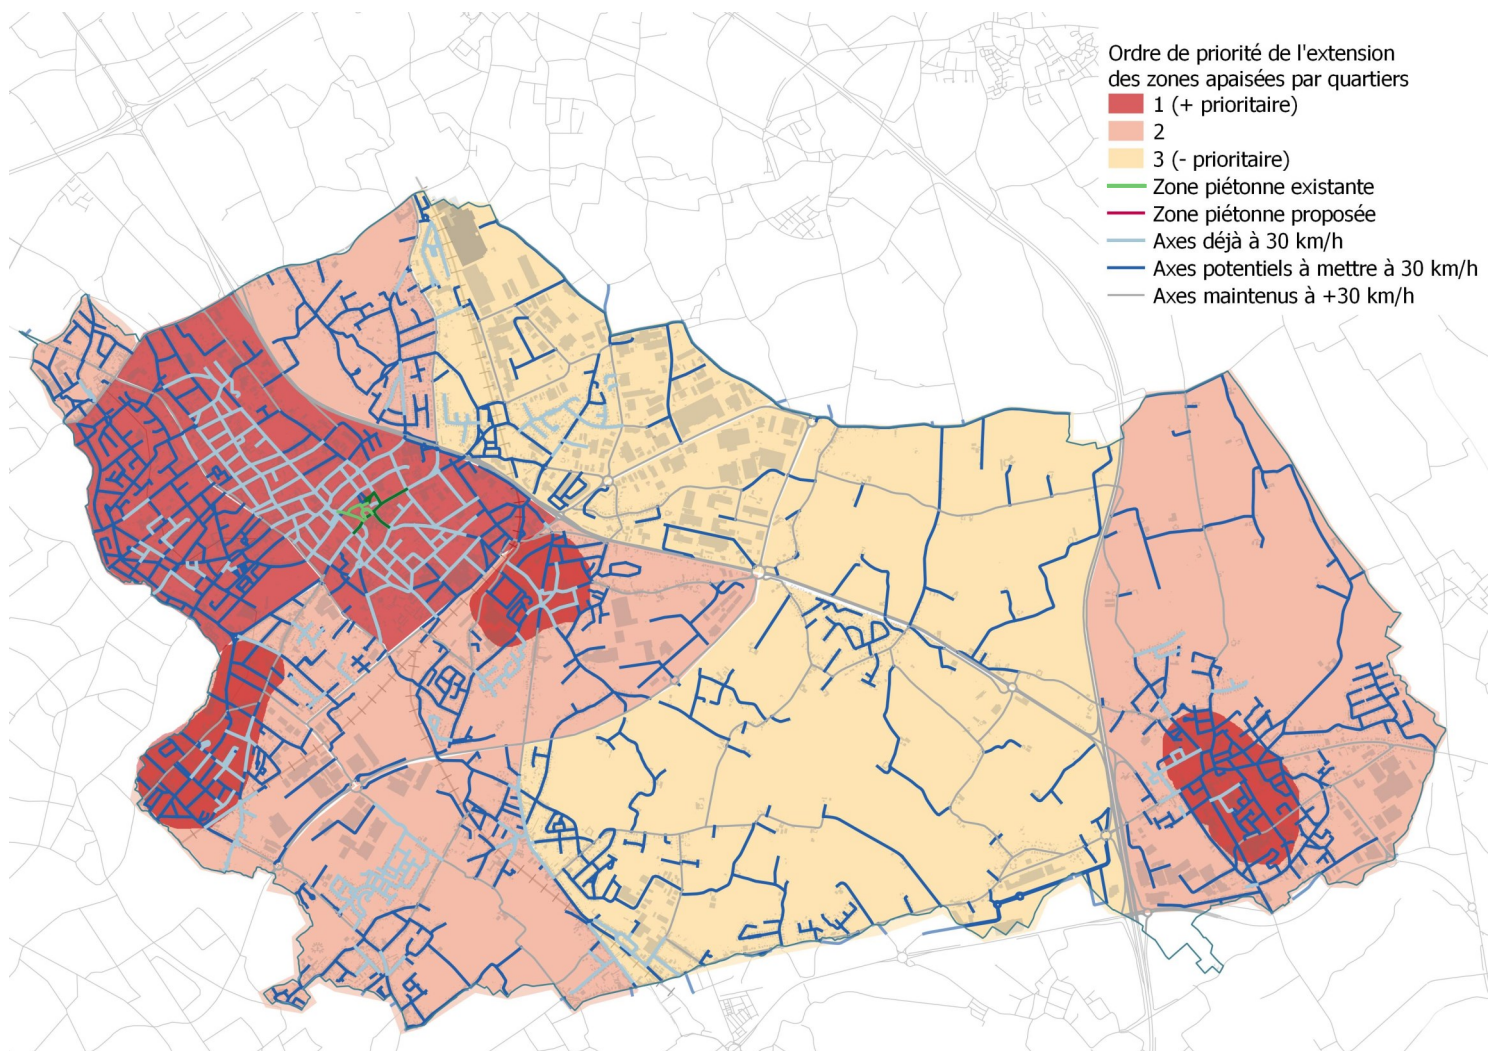 Ordre de priorité de l'extension
des zones apaisées par quartiers
1 (+ prioritaire)
2
3 (- prioritaire)
Zone piétonne existante
Zone piétonne proposée
Axes déjà à 30 km/h
Axes potentiels à mettre à 30 km/h
Axes maintenus à +30 km/h